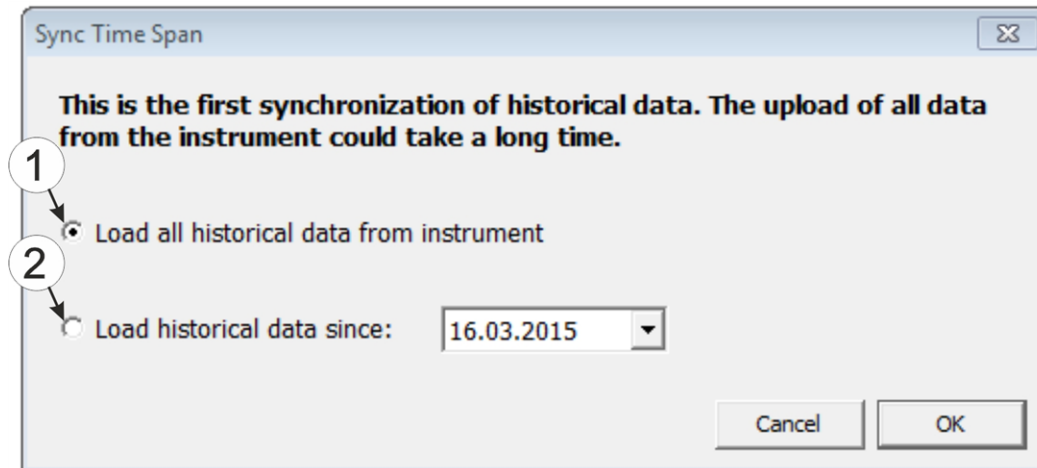 Sync Time Span
This is the first synchronization of historical data. The upload of all data
from the instrument could take a long time.
1
Load all historical data from instrument
2
Load historical data since: 16.03.2015
Cancel OK